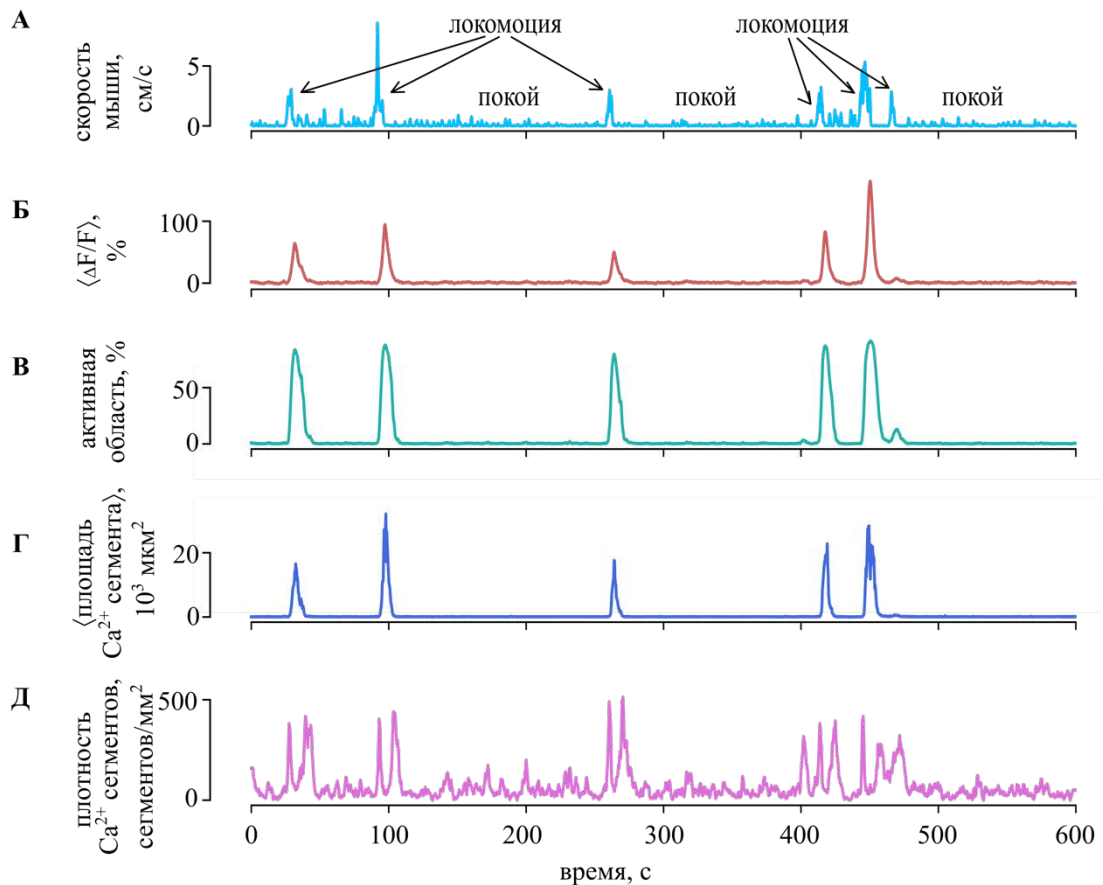 А
скорость
мыши,
см/с
5
0
локомоция
локомоция
покой
покой
покой
Б
⟨ΔF/F⟩,
%
100
0
В
активная
область, %
50
0
Г
⟨площадь
Ca²⁺ сегмента⟩,
10³ мкм²
20
0
Д
плотность
Ca²⁺ сегментов,
сегментов/мм²
500
0
0 100 200 300 400 500 600
время, с